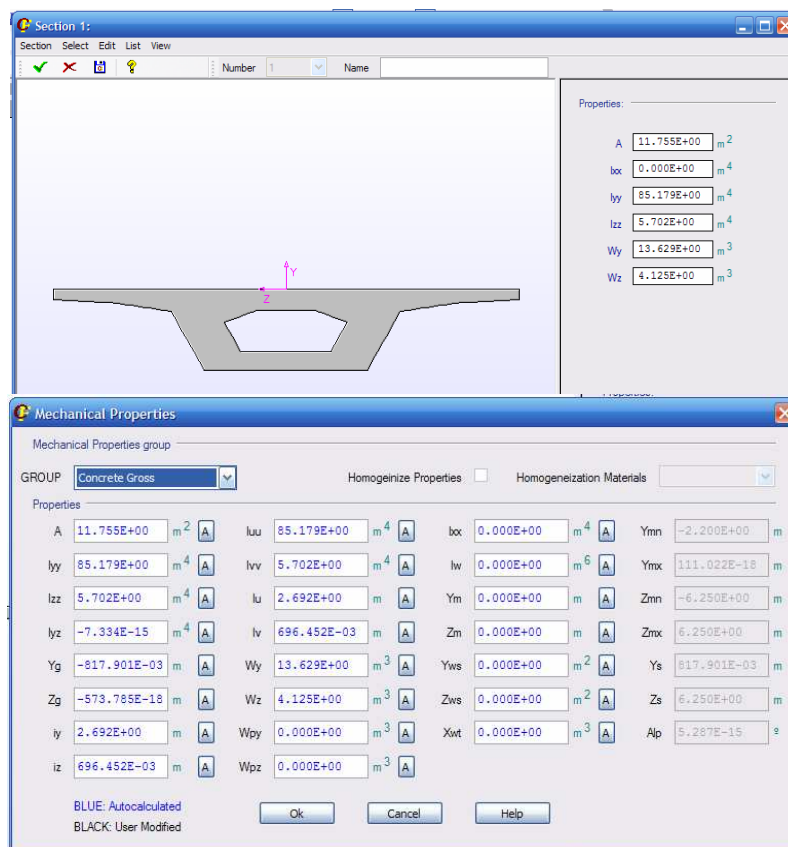 Section 1:
Section Select Edit List View
Number 1 Name
Properties:
A 11.755E+00 m2
Ixx 0.000E+00 m4
Iyy 85.179E+00 m4
Izz 5.702E+00 m4
Wy 13.629E+00 m3
Wz 4.125E+00 m3
Y
Z
Mechanical Properties
Mechanical Properties group
GROUP Concrete Gross Homogeinize Properties Homogeneization Materials
Properties
A 11.755E+00 m2 A Iuu 85.179E+00 m4 A Ixx 0.000E+00 m4 A Ymn -2.200E+00 m
Iyy 85.179E+00 m4 A Ivv 5.702E+00 m4 A Iw 0.000E+00 m6 A Ymx 111.022E-18 m
Izz 5.702E+00 m4 A Iu 2.692E+00 m A Ym 0.000E+00 m A Zmn -6.250E+00 m
Iyz -7.334E-15 m4 A Iv 696.452E-03 m A Zm 0.000E+00 m A Zmx 6.250E+00 m
Yg -817.901E-03 m A Wy 13.629E+00 m3 A Yws 0.000E+00 m2 A Ys 817.901E-03 m
Zg -573.785E-18 m A Wz 4.125E+00 m3 A Zws 0.000E+00 m2 A Zs 6.250E+00 m
iy 2.692E+00 m A Wpy 0.000E+00 m3 A Xwt 0.000E+00 m3 A Alp 5.287E-15 º
iz 696.452E-03 m A Wpz 0.000E+00 m3 A
BLUE: Autocalculated
BLACK: User Modified
Ok Cancel Help